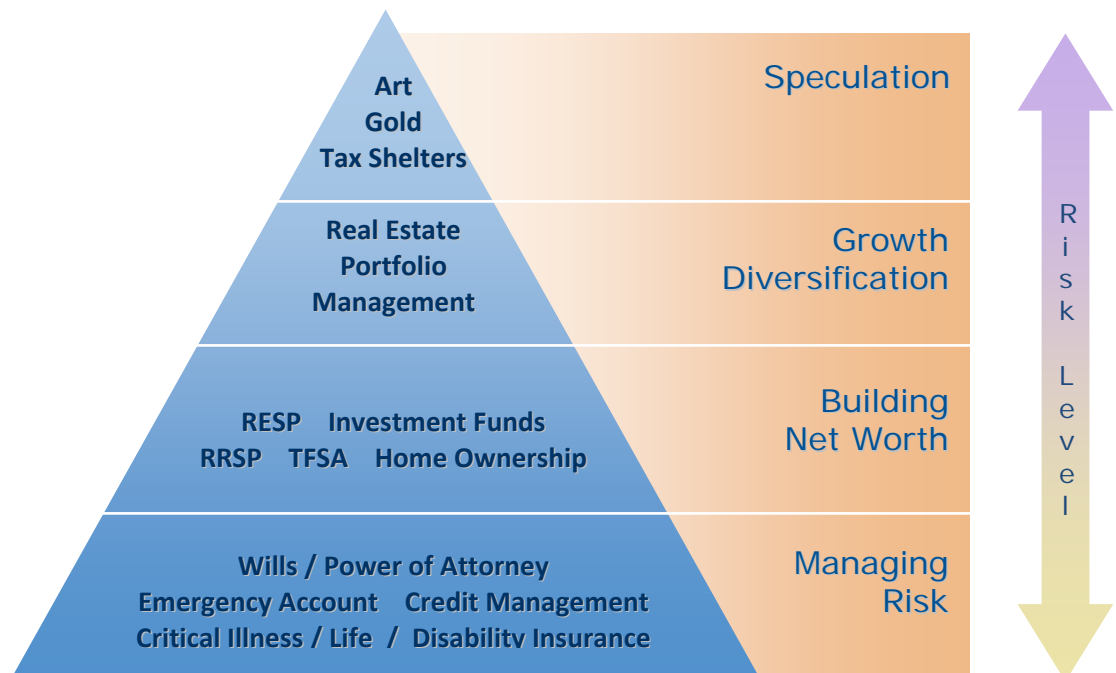 Art
Gold
Tax Shelters
Speculation
Real Estate
Portfolio
Management
Growth
Diversification
RESP Investment Funds
RRSP TFSA Home Ownership
Building
Net Worth
Wills / Power of Attorney
Emergency Account Credit Management
Critical Illness / Life / Disability Insurance
Managing
Risk
Risk Level